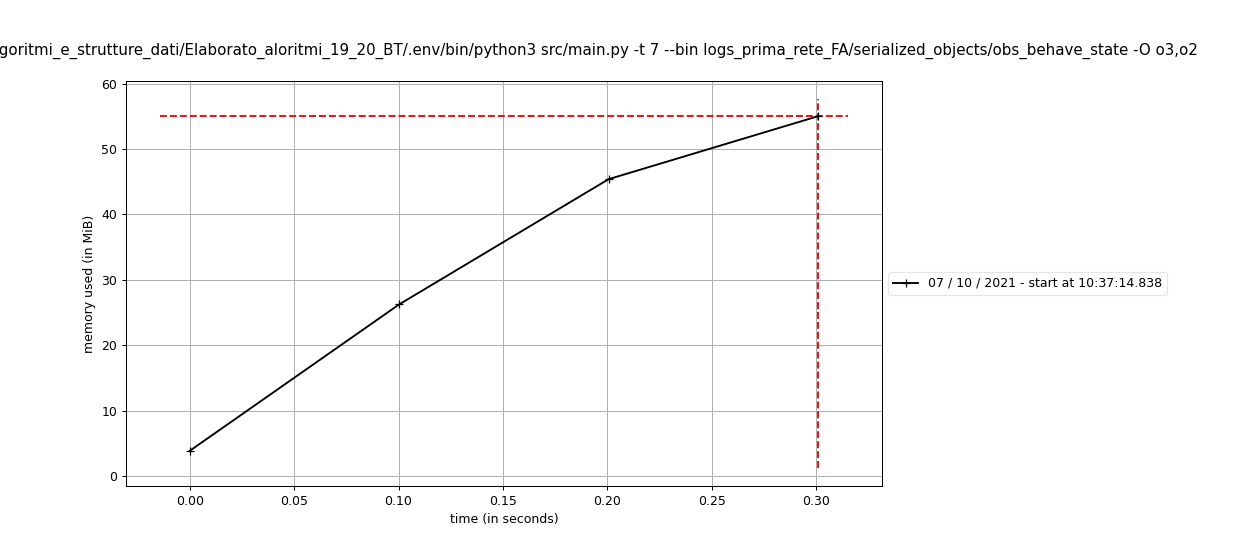 goritmi_e_strutture_dati/Elaborato_aloritmi_19_20_BT/.env/bin/python3 src/main.py -t 7 --bin logs_prima_rete_FA/serialized_objects/obs_behave_state -O o3,o2
60
50
40
30
20
10
0
memory used (in MiB)
0.00 0.05 0.10 0.15 0.20 0.25 0.30
time (in seconds)
07 / 10 / 2021 - start at 10:37:14.838